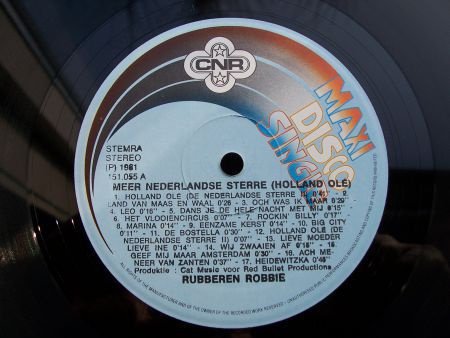 CNR
MAXI
DISCO
SINGLE
STEMRA
STEREO
(P) 1981
151.055 A
MEER NEDERLANDSE STERRE (HOLLAND OLÉ)
1. HOLLAND OLÉ (DE NEDERLANDSE STERRE II) 0'41" - 2.
LAND VAN MAAS EN WAAL 0'26 - 3. OCH WAS IK MAAR 0'29"
4. LEO 0'16" - 5. DANS JE DE HELE NACHT MET MIJ 0'15"
6. HET VLOOIENCIRCUS 0'07" - 7. ROCKIN' BILLY 0'17"
8. MARINA 0'14" - 9. EENZAME KERST 0'14" - 10. BIG CITY
0'14" - 11. DE BOSTELLA 0'30" - 12. HOLLAND OLÉ (DE
NEDERLANDSE STERRE II) 0'07" - 13. LIEVE MOEDER
LIEVE INE 0'14" - 14. WIJ ZWAAIEN AF 0'16" - 15.
GEEF MIJ MAAR AMSTERDAM 0'30" - 16. ACH ME-
NEER VAN ZANTEN 0'37" - 17. HEIDEWITZKA 0'46"
Produktie : Cat Music voor Red Bullet Productions
RUBBEREN ROBBIE